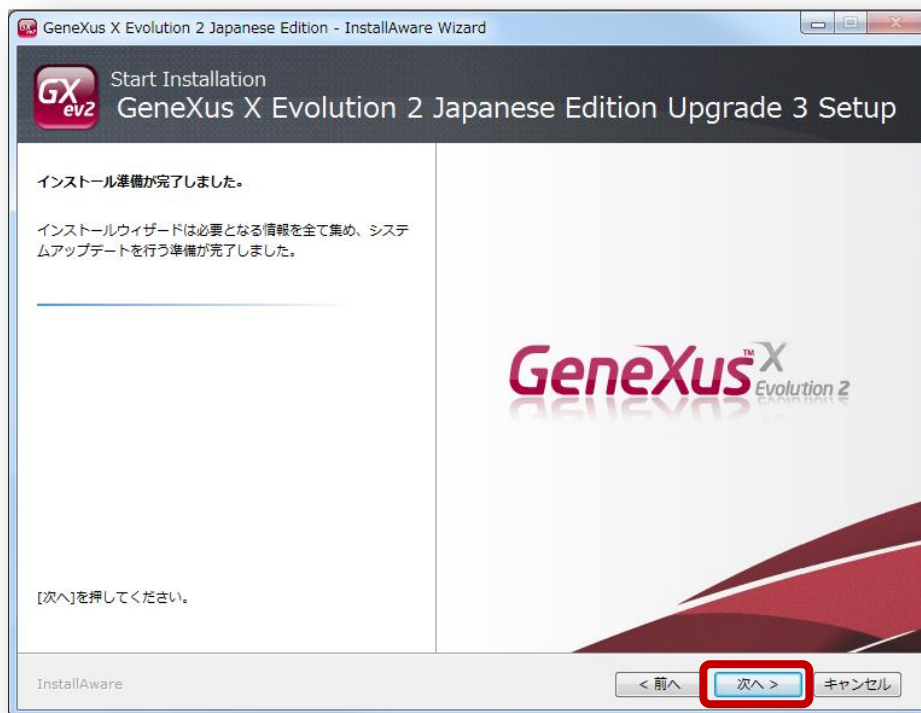 GeneXus X Evolution 2 Japanese Edition - InstallAware Wizard
GX
ev2
Start Installation
GeneXus X Evolution 2 Japanese Edition Upgrade 3 Setup
インストール準備が完了しました。
インストールウィザードは必要となる情報を全て集め、システ
ムアップデートを行う準備が完了しました。
GeneXus™ X
Evolution 2
[次へ]を押してください。
InstallAware
< 前へ
次へ >
キャンセル